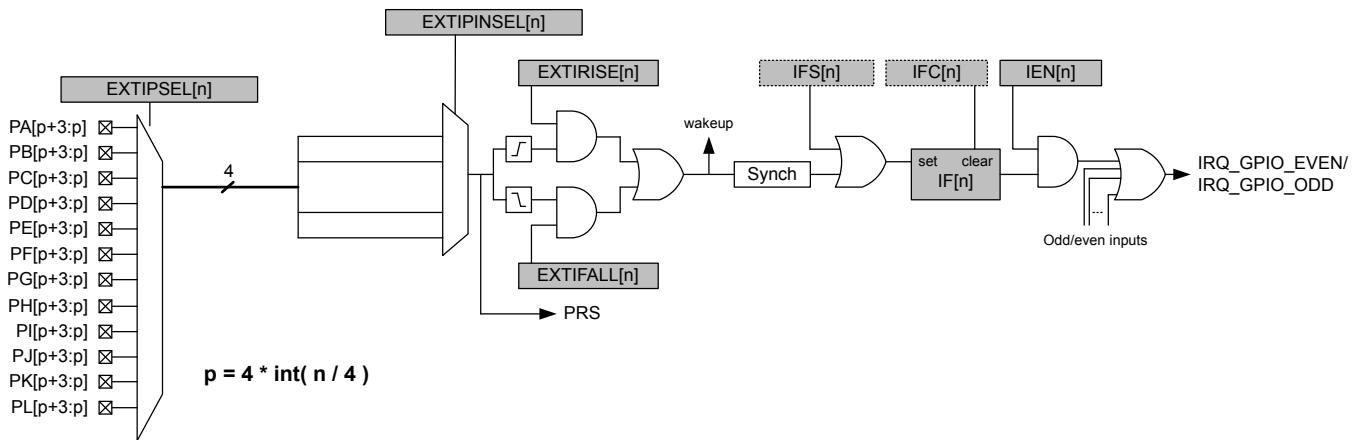 EXTIPINSEL[n]
EXTIPSEL[n]
EXTIRISE[n]
IFS[n]
IFC[n]
IEN[n]
PA[p+3:p]
PB[p+3:p]
PC[p+3:p]
PD[p+3:p]
PE[p+3:p]
PF[p+3:p]
PG[p+3:p]
PH[p+3:p]
PI[p+3:p]
PJ[p+3:p]
PK[p+3:p]
PL[p+3:p]
4
wakeup
Synch
set clear
IF[n]
IRQ_GPIO_EVEN/
IRQ_GPIO_ODD
...
Odd/even inputs
EXTIFALL[n]
PRS
p = 4 * int( n / 4 )